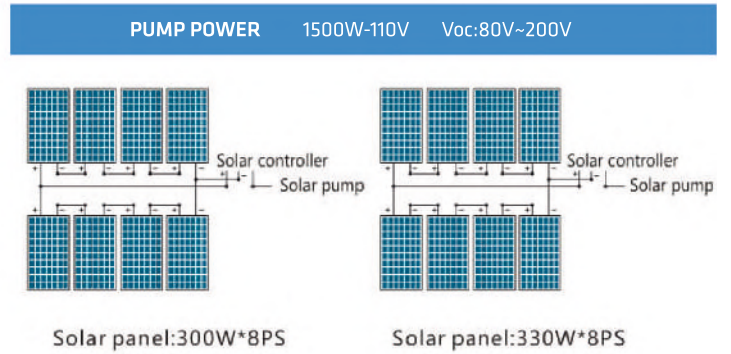 PUMP POWER 1500W-110V Voc:80V~200V
Solar controller
Solar pump
Solar controller
Solar pump
Solar panel:300W*8PS
Solar panel:330W*8PS